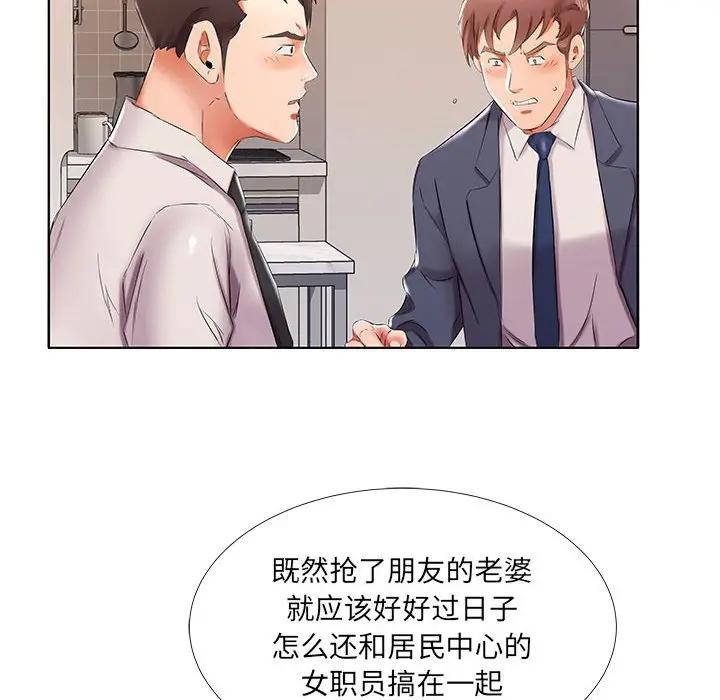 既然抢了朋友的老婆
就应该好好过日子
怎么还和居民中心的
女职员搞在一起